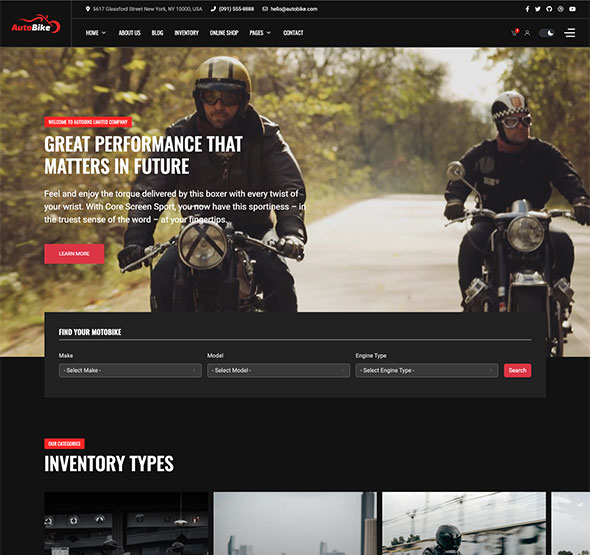 5617 Glassford Street New York, NY 10000, USA
(091) 555-8888
hello@autobike.com
AutoBike
HOME
ABOUT US
BLOG
INVENTORY
ONLINE SHOP
PAGES
CONTACT
WELCOME TO AUTOBIKE LIMITED COMPANY
GREAT PERFORMANCE THAT
MATTERS IN FUTURE
Feel and enjoy the torque delivered by this boxer with every twist of
your wrist. With Core Screen Sport, you now have this sportiness – in
the truest sense of the word – at your fingertips.
LEARN MORE
FIND YOUR MOTOBIKE
Make
Model
Engine Type
- Select Make -
- Select Model -
- Select Engine Type -
Search
OUR CATEGORIES
INVENTORY TYPES